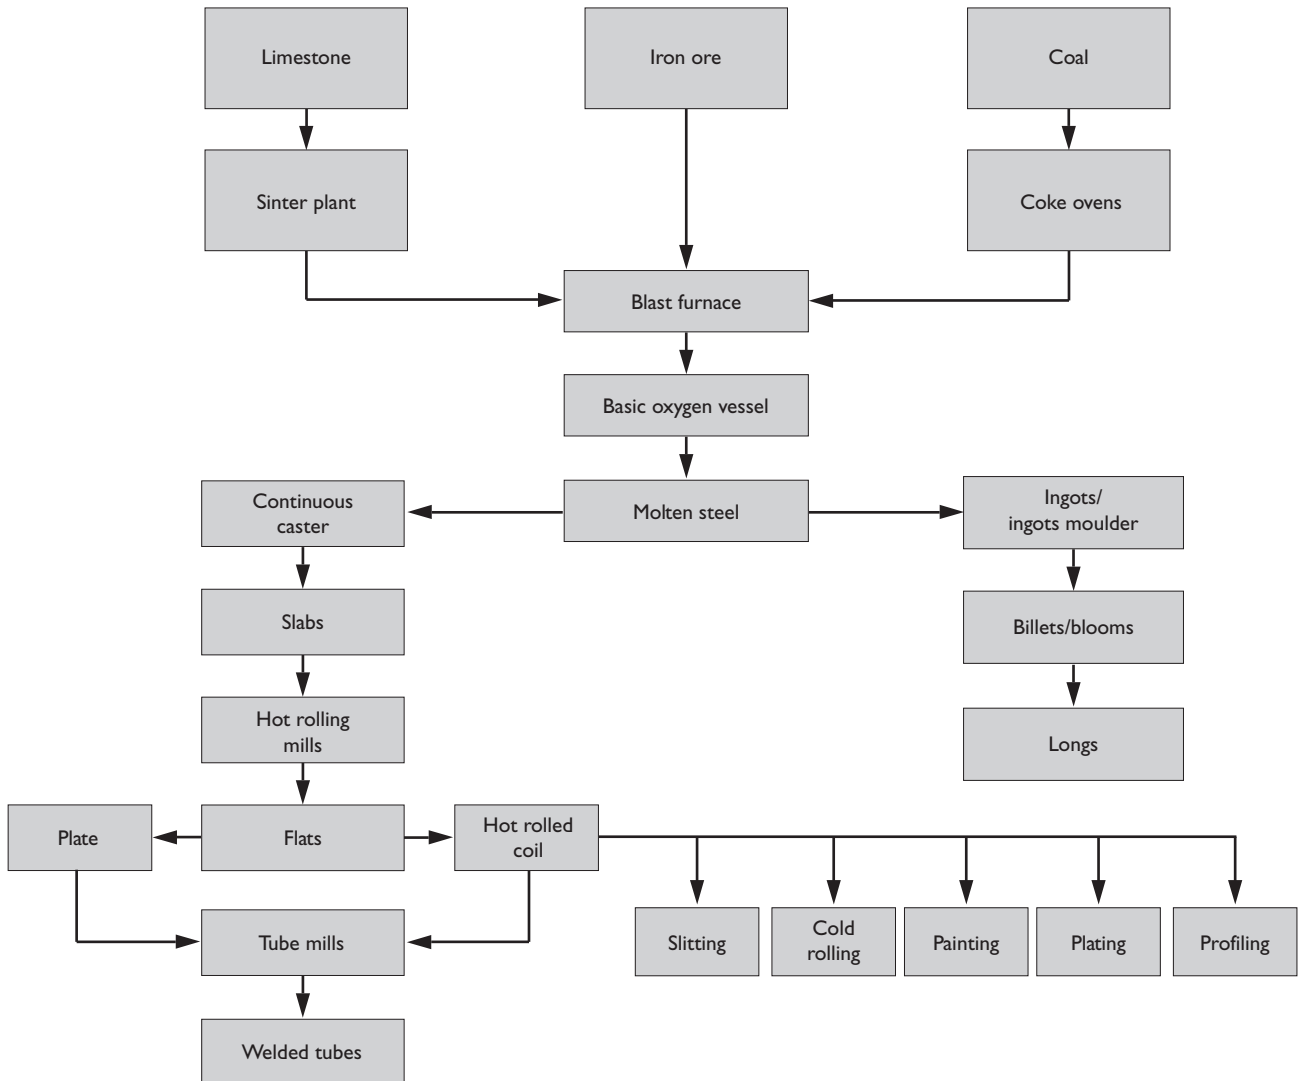 Limestone
Iron ore
Coal
Sinter plant
Coke ovens
Blast furnace
Basic oxygen vessel
Continuous
caster
Molten steel
Ingots/
ingots moulder
Slabs
Billets/blooms
Hot rolling
mills
Longs
Plate
Flats
Hot rolled
coil
Tube mills
Slitting
Cold
rolling
Painting
Plating
Profiling
Welded tubes